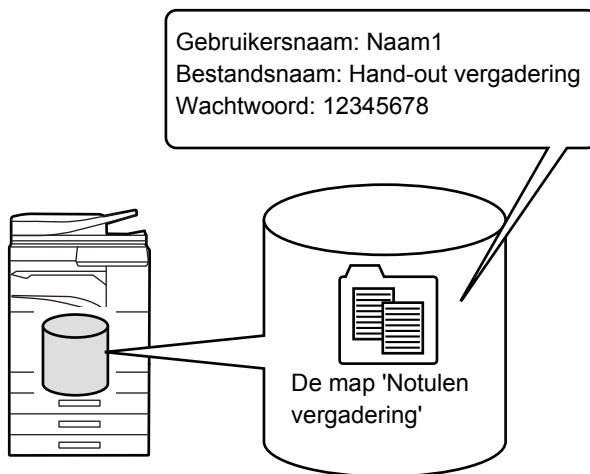 Gebruikersnaam: Naam1
Bestandsnaam: Hand-out vergadering
Wachtwoord: 12345678
De map 'Notulen
vergadering'